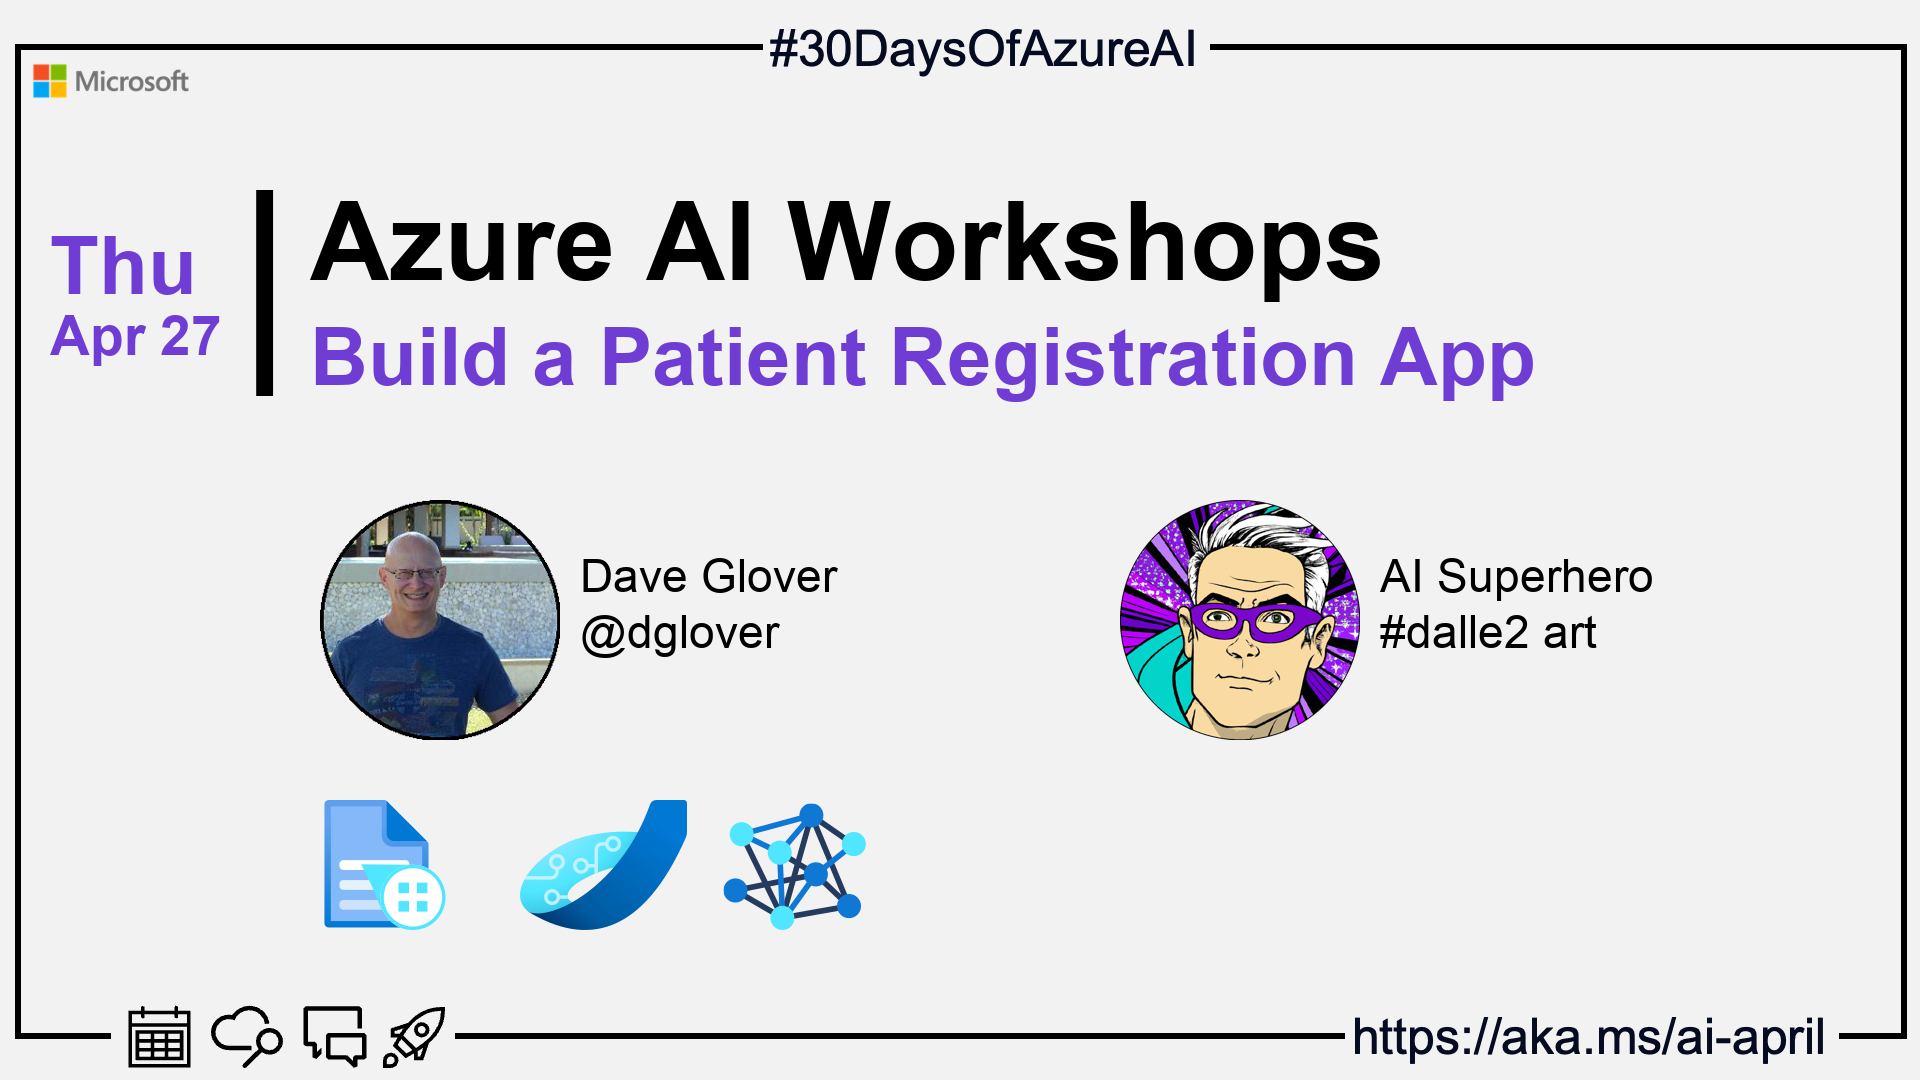 #30DaysOfAzureAI
Microsoft
Thu
Apr 27
Azure AI Workshops
Build a Patient Registration App
Dave Glover
@dglover
AI Superhero
#dalle2 art
https://aka.ms/ai-april